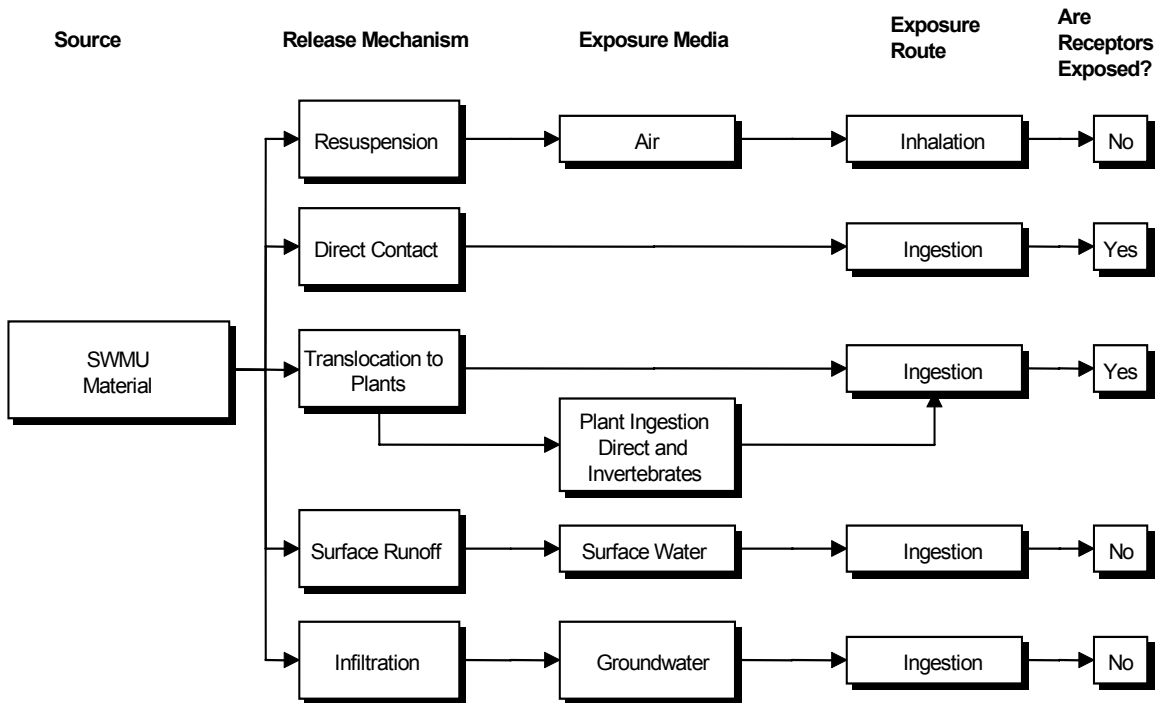 Source
Release Mechanism
Exposure Media
Exposure
Route
Are
Receptors
Exposed?
Resuspension
Air
Inhalation
No
Direct Contact
Ingestion
Yes
SWMU
Material
Translocation to
Plants
Ingestion
Yes
Plant Ingestion
Direct and
Invertebrates
Surface Runoff
Surface Water
Ingestion
No
Infiltration
Groundwater
Ingestion
No